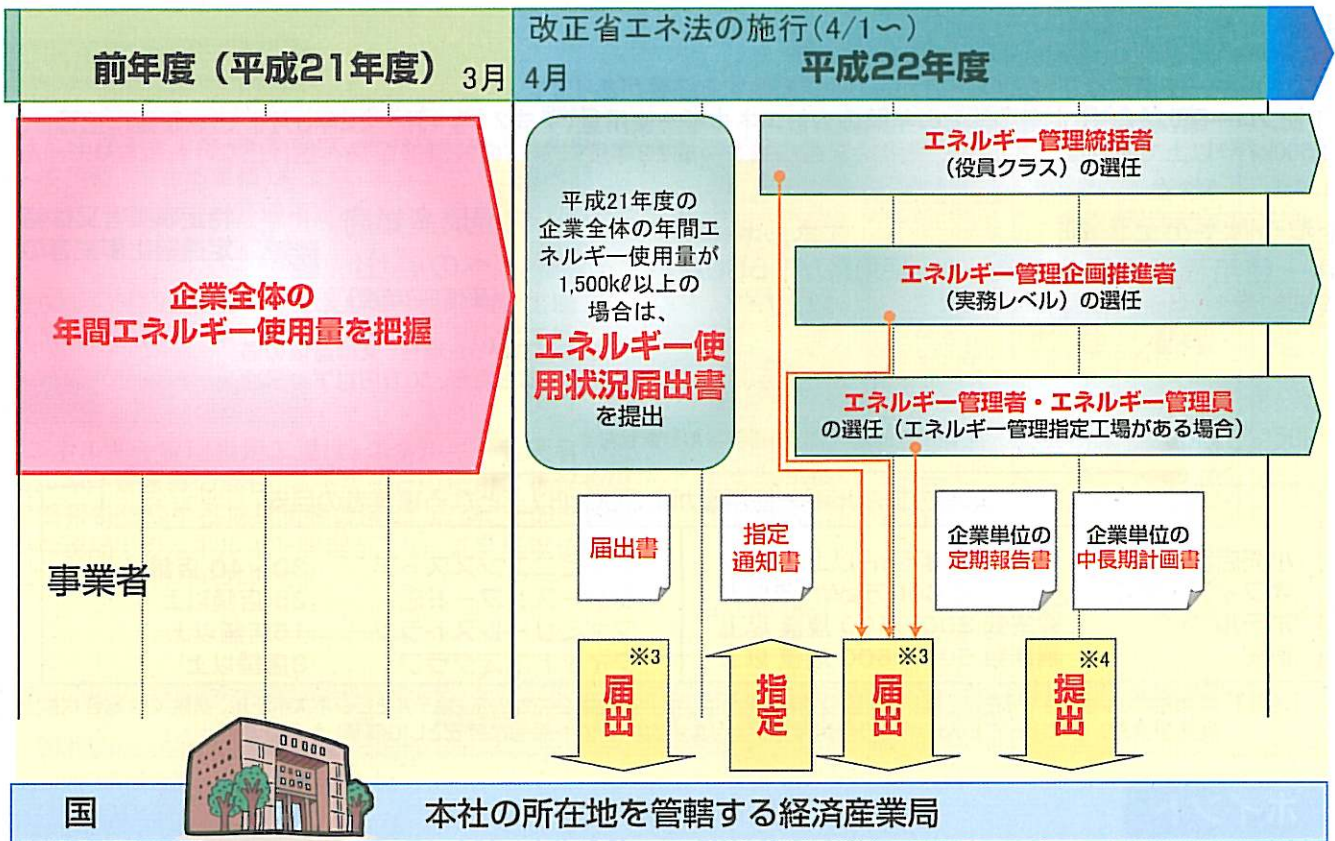 改正省エネ法の施行(4/1〜)
前年度（平成21年度） 3月
4月
平成22年度
企業全体の
年間エネルギー使用量を把握
平成21年度の
企業全体の年間エ
ネルギー使用量が
1,500kℓ以上の
場合は、
エネルギー使
用状況届出書
を提出
エネルギー管理統括者
（役員クラス）の選任
エネルギー管理企画推進者
（実務レベル）の選任
エネルギー管理者・エネルギー管理員
の選任（エネルギー管理指定工場がある場合）
事業者
届出書
指定
通知書
企業単位の
定期報告書
企業単位の
中長期計画書
※3
届出
指定
※3
届出
※4
提出
国
本社の所在地を管轄する経済産業局